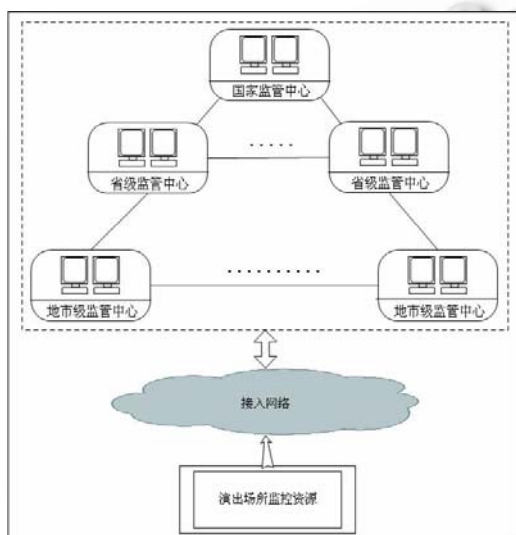 国家监管中心
.....
省级监管中心
省级监管中心
..........
地市级监管中心
地市级监管中心
接入网络
演出场所监控资源